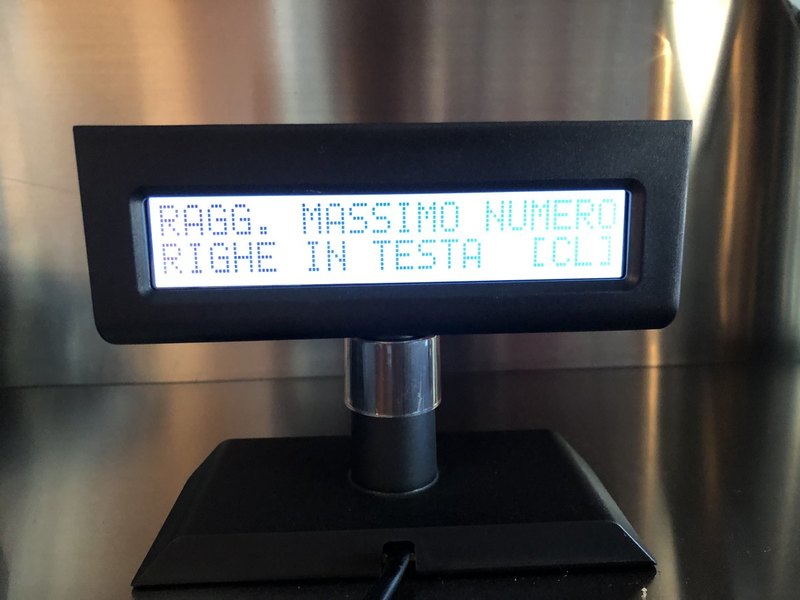 RAGG. MASSIMO NUMERO
RIGHE IN TESTA [CL]